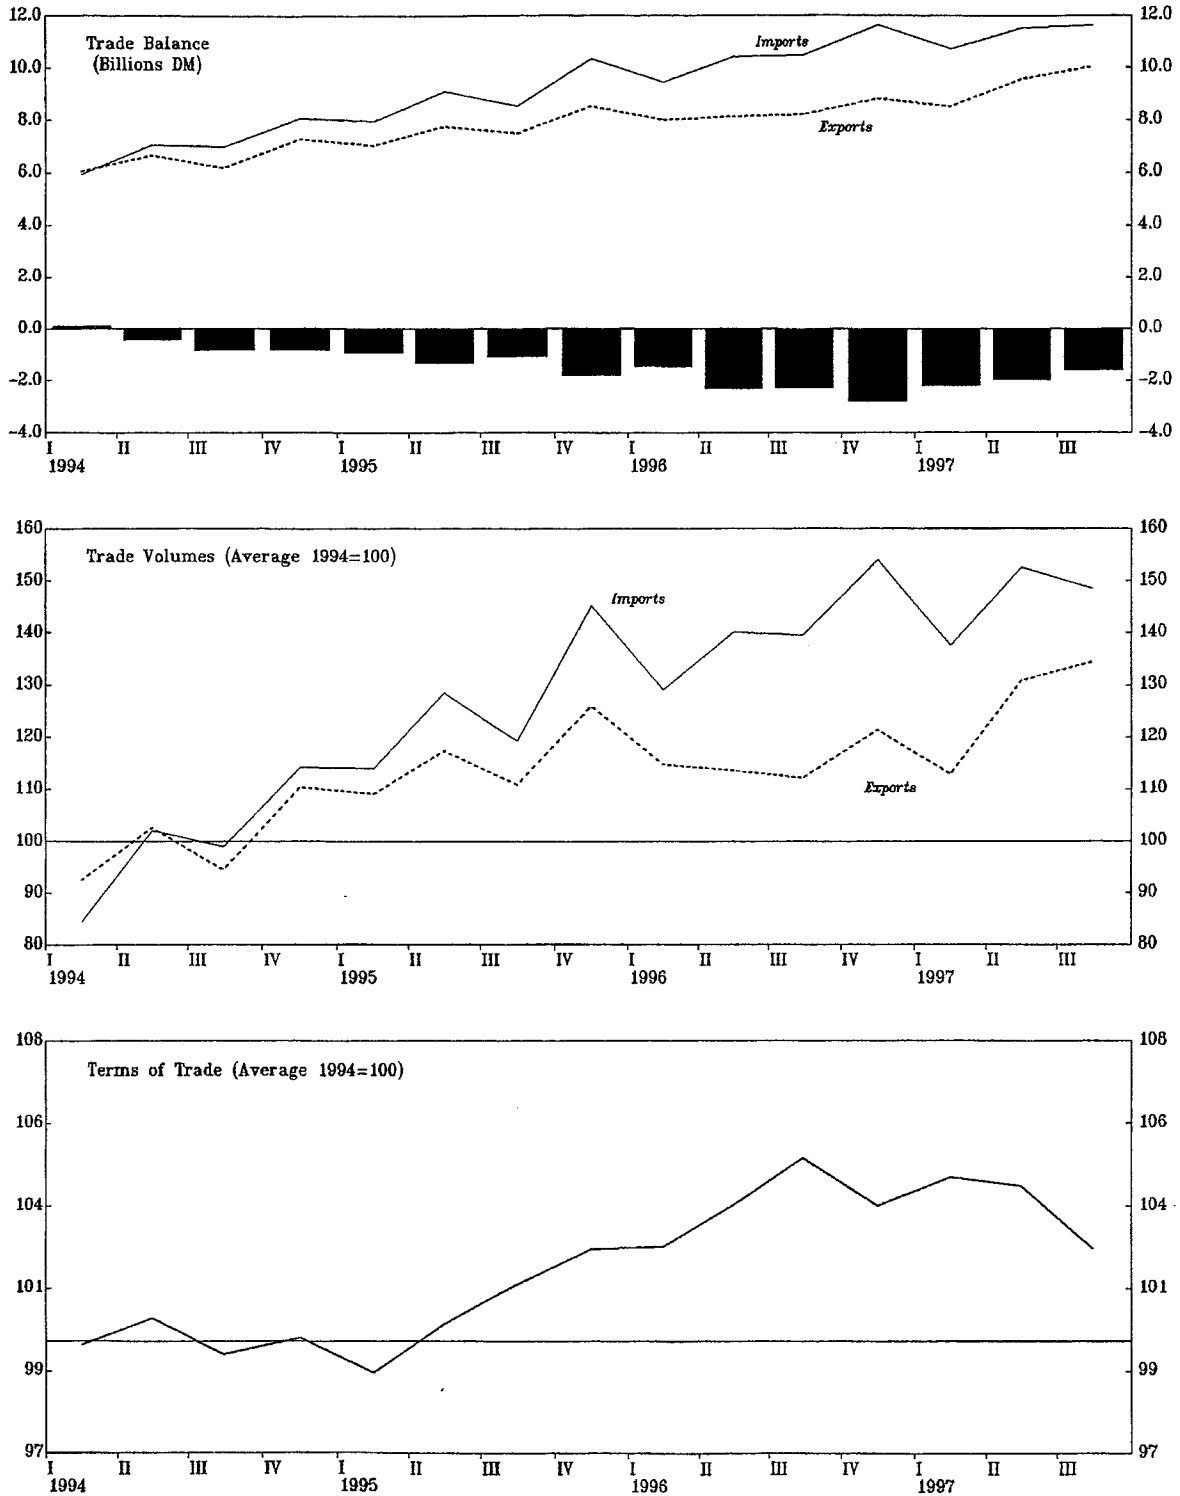 12.0 12.0
Trade Balance
(Billions DM)
Imports
10.0 10.0
8.0 8.0
Exports
6.0 6.0
4.0 4.0
2.0 2.0
0.0 0.0
-2.0 -2.0
-4.0 -4.0
I II III IV I II III IV I II III IV I II III
1994 1995 1996 1997
160 160
Trade Volumes (Average 1994=100)
150 150
Imports
140 140
130 130
120 120
110 110
Exports
100 100
90 90
80 80
I II III IV I II III IV I II III IV I II III
1994 1995 1996 1997
108 108
Terms of Trade (Average 1994=100)
106 106
104 104
101 101
99 99
97 97
I II III IV I II III IV I II III IV I II III
1994 1995 1996 1997